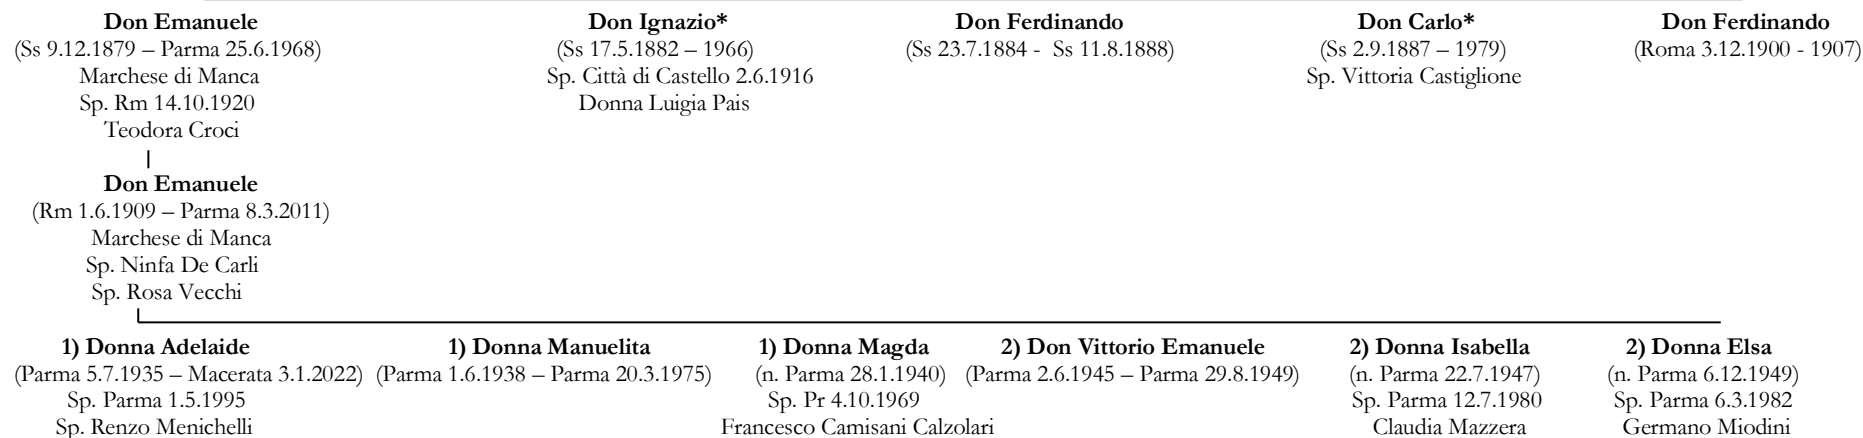 Don Emanuele
(Ss 9.12.1879 – Parma 25.6.1968)
Marchese di Manca
Sp. Rm 14.10.1920
Teodora Croci
Don Ignazio*
(Ss 17.5.1882 – 1966)
Sp. Città di Castello 2.6.1916
Donna Luigia Pais
Don Ferdinando
(Ss 23.7.1884 - Ss 11.8.1888)
Don Carlo*
(Ss 2.9.1887 – 1979)
Sp. Vittoria Castiglione
Don Ferdinando
(Roma 3.12.1900 - 1907)
Don Emanuele
(Rm 1.6.1909 – Parma 8.3.2011)
Marchese di Manca
Sp. Ninfa De Carli
Sp. Rosa Vecchi
1) Donna Adelaide
(Parma 5.7.1935 – Macerata 3.1.2022)
Sp. Parma 1.5.1995
Sp. Renzo Menichelli
1) Donna Manuelita
(Parma 1.6.1938 – Parma 20.3.1975)
1) Donna Magda
(n. Parma 28.1.1940)
Sp. Pr 4.10.1969
Francesco Camisani Calzolari
2) Don Vittorio Emanuele
(Parma 2.6.1945 – Parma 29.8.1949)
2) Donna Isabella
(n. Parma 22.7.1947)
Sp. Parma 12.7.1980
Claudia Mazzera
2) Donna Elsa
(n. Parma 6.12.1949)
Sp. Parma 6.3.1982
Germano Miodini